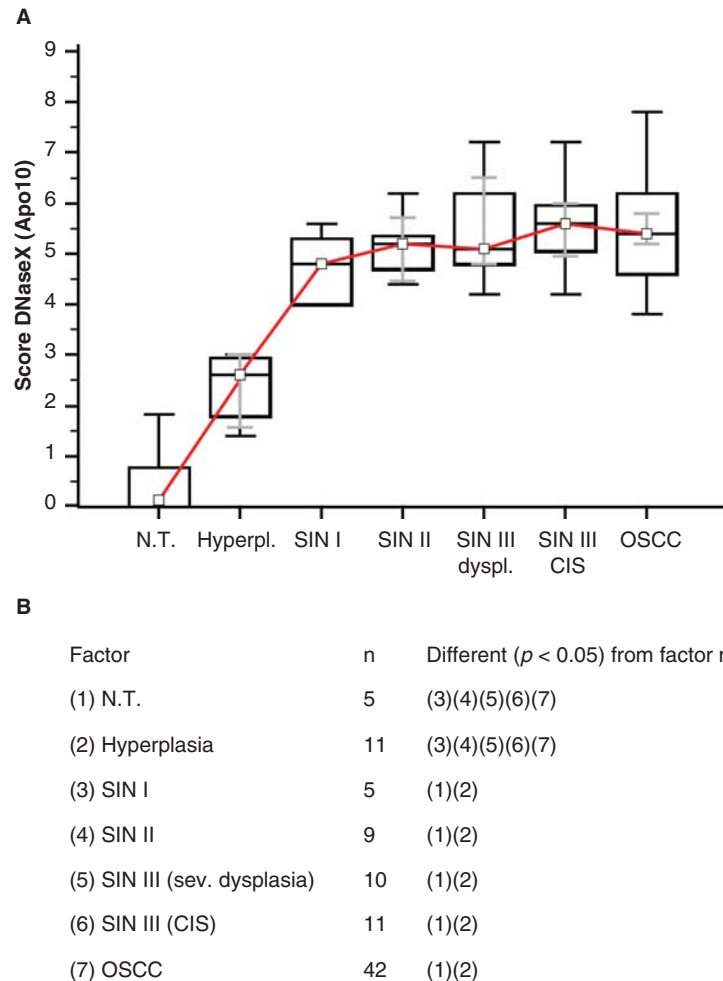 A
Score DNaseX (Apo10)
9
8
7
6
5
4
3
2
1
0
N.T. Hyperpl. SIN I SIN II SIN III dyspl. SIN III CIS OSCC
B
Factor n Different (p < 0.05) from factor
(1) N.T. 5 (3)(4)(5)(6)(7)
(2) Hyperplasia 11 (3)(4)(5)(6)(7)
(3) SIN I 5 (1)(2)
(4) SIN II 9 (1)(2)
(5) SIN III (sev. dysplasia) 10 (1)(2)
(6) SIN III (CIS) 11 (1)(2)
(7) OSCC 42 (1)(2)